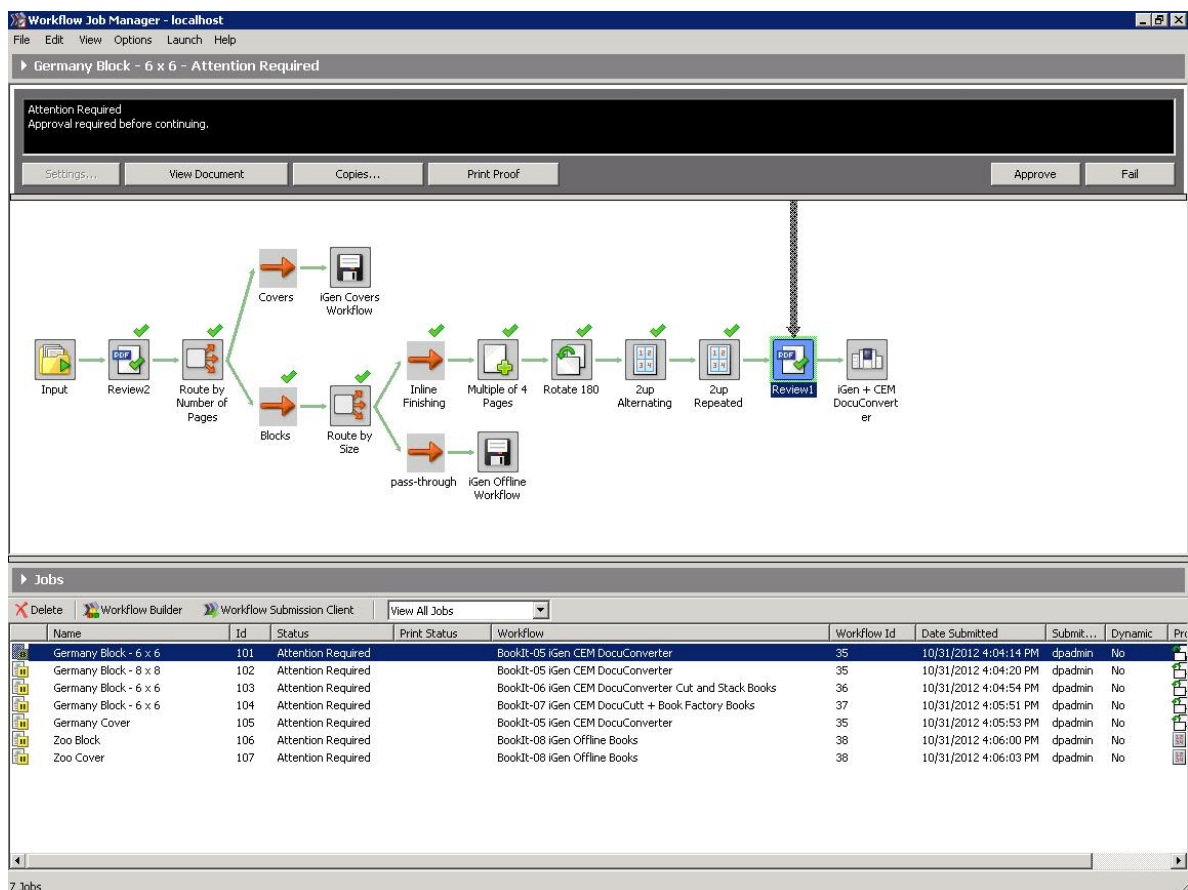 Workflow Job Manager - localhost
File Edit View Options Launch Help
Germany Block - 6 x 6 - Attention Required
Attention Required
Approval required before continuing.
Settings... View Document Copies... Print Proof Approve Fail
Covers
iGen Covers
Workflow
Input
Review2
Route by
Number of
Pages
Blocks
Route by
Size
Inline
Finishing
Multiple of 4
Pages
Rotate 180
2up
Alternating
2up
Repeated
Review1
iGen + CEM
DocuConvert
er
pass-through
iGen Offline
Workflow
Jobs
Delete Workflow Builder Workflow Submission Client View All Jobs
Name Id Status Print Status Workflow Workflow Id Date Submitted Submit... Dynamic Pro
Germany Block - 6 x 6 101 Attention Required BookIt-05 iGen CEM DocuConverter 35 10/31/2012 4:04:14 PM dpadmin No
Germany Block - 8 x 8 102 Attention Required BookIt-05 iGen CEM DocuConverter 35 10/31/2012 4:04:20 PM dpadmin No
Germany Block - 6 x 6 103 Attention Required BookIt-06 iGen CEM DocuConverter Cut and Stack Books 36 10/31/2012 4:04:54 PM dpadmin No
Germany Block - 6 x 6 104 Attention Required BookIt-07 iGen CEM DocuCutt + Book Factory Books 37 10/31/2012 4:05:51 PM dpadmin No
Germany Cover 105 Attention Required BookIt-05 iGen CEM DocuConverter 35 10/31/2012 4:05:53 PM dpadmin No
Zoo Block 106 Attention Required BookIt-08 iGen Offline Books 38 10/31/2012 4:06:00 PM dpadmin No
Zoo Cover 107 Attention Required BookIt-08 iGen Offline Books 38 10/31/2012 4:06:03 PM dpadmin No
7 Jobs